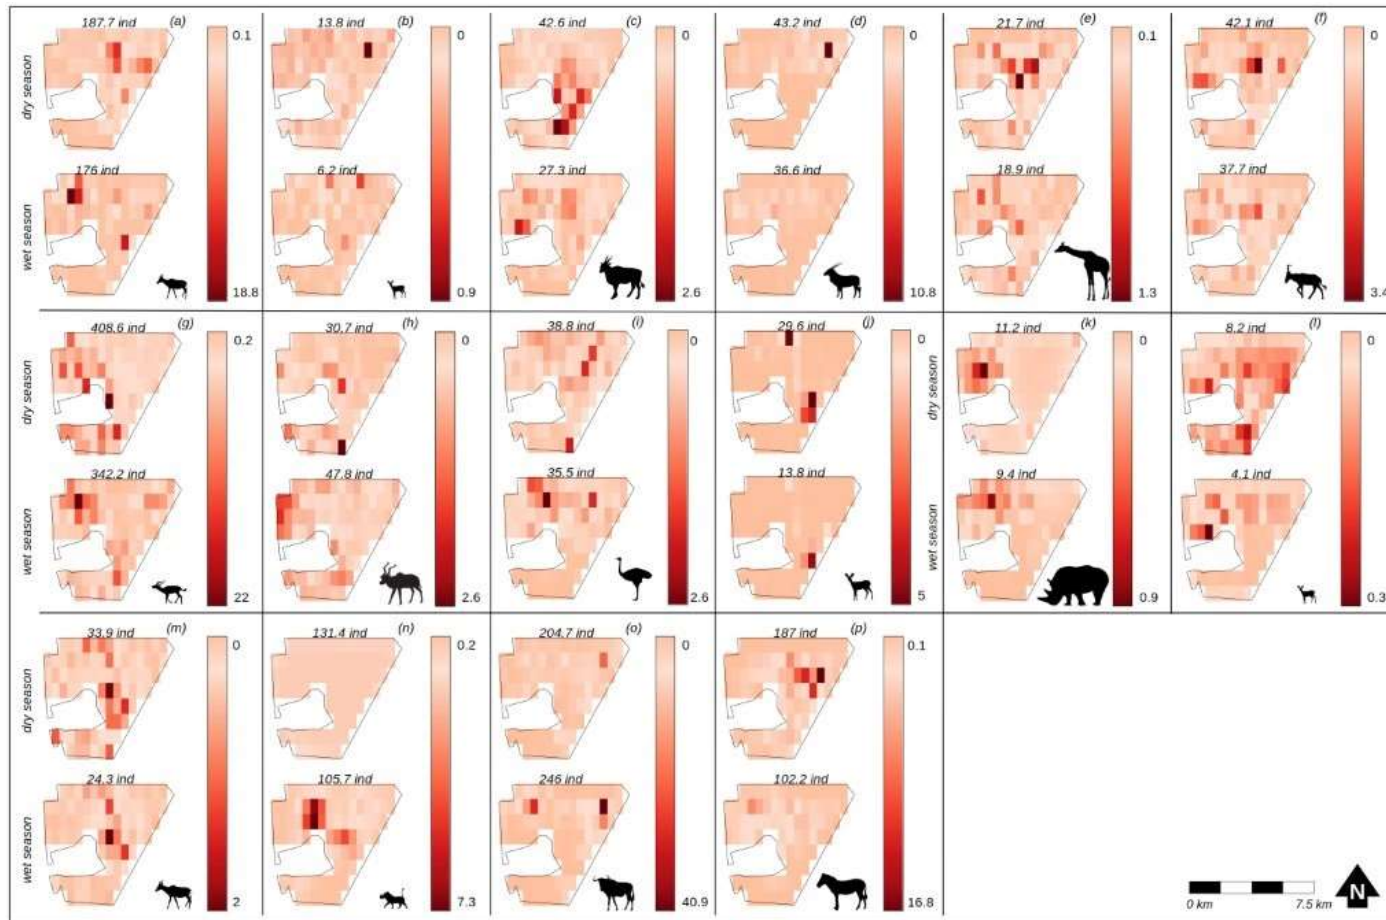 187.7 ind (a) 0.1
13.8 ind (b) 0
42.6 ind (c) 0
43.2 ind (d) 0
21.7 ind (e) 0.1
42.1 ind (f) 0
dry season
176 ind
6.2 ind
27.3 ind
36.6 ind
18.9 ind
37.7 ind
wet season
18.8
0.9
2.6
10.8
1.3
3.4
408.6 ind (g) 0.2
30.7 ind (h) 0
38.8 ind (i) 0
29.6 ind (j) 0
11.2 ind (k) 0
8.2 ind (l) 0
dry season
dry season
342.2 ind
47.8 ind
35.5 ind
13.8 ind
9.4 ind
4.1 ind
wet season
wet season
22
2.6
2.6
5
0.9
0.3
33.9 ind (m) 0
131.4 ind (n) 0.2
204.7 ind (o) 0
187 ind (p) 0.1
dry season
24.3 ind
105.7 ind
246 ind
102.2 ind
wet season
2
7.3
40.9
16.8
0 km 7.5 km
N